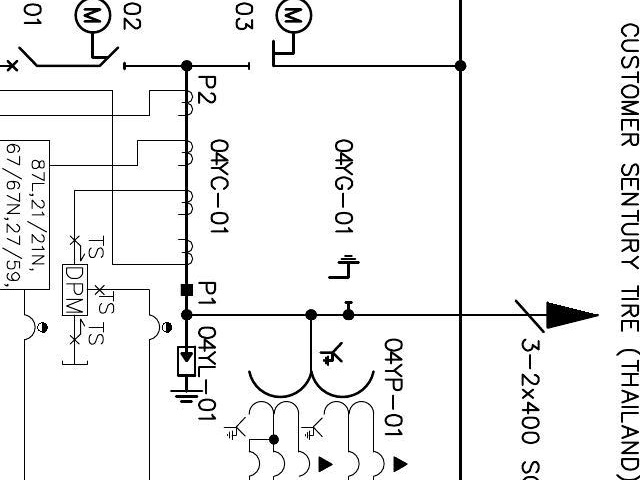 01
M
02
03
M
CUSTOMER SENTURY TIRE (THAILAND)
P2
04YC-01
04YG-01
87L,21/21N,
67/67N,27/59,
TS
DPM
TS
TS
P1
04YL-01
04YP-01
3-2x400